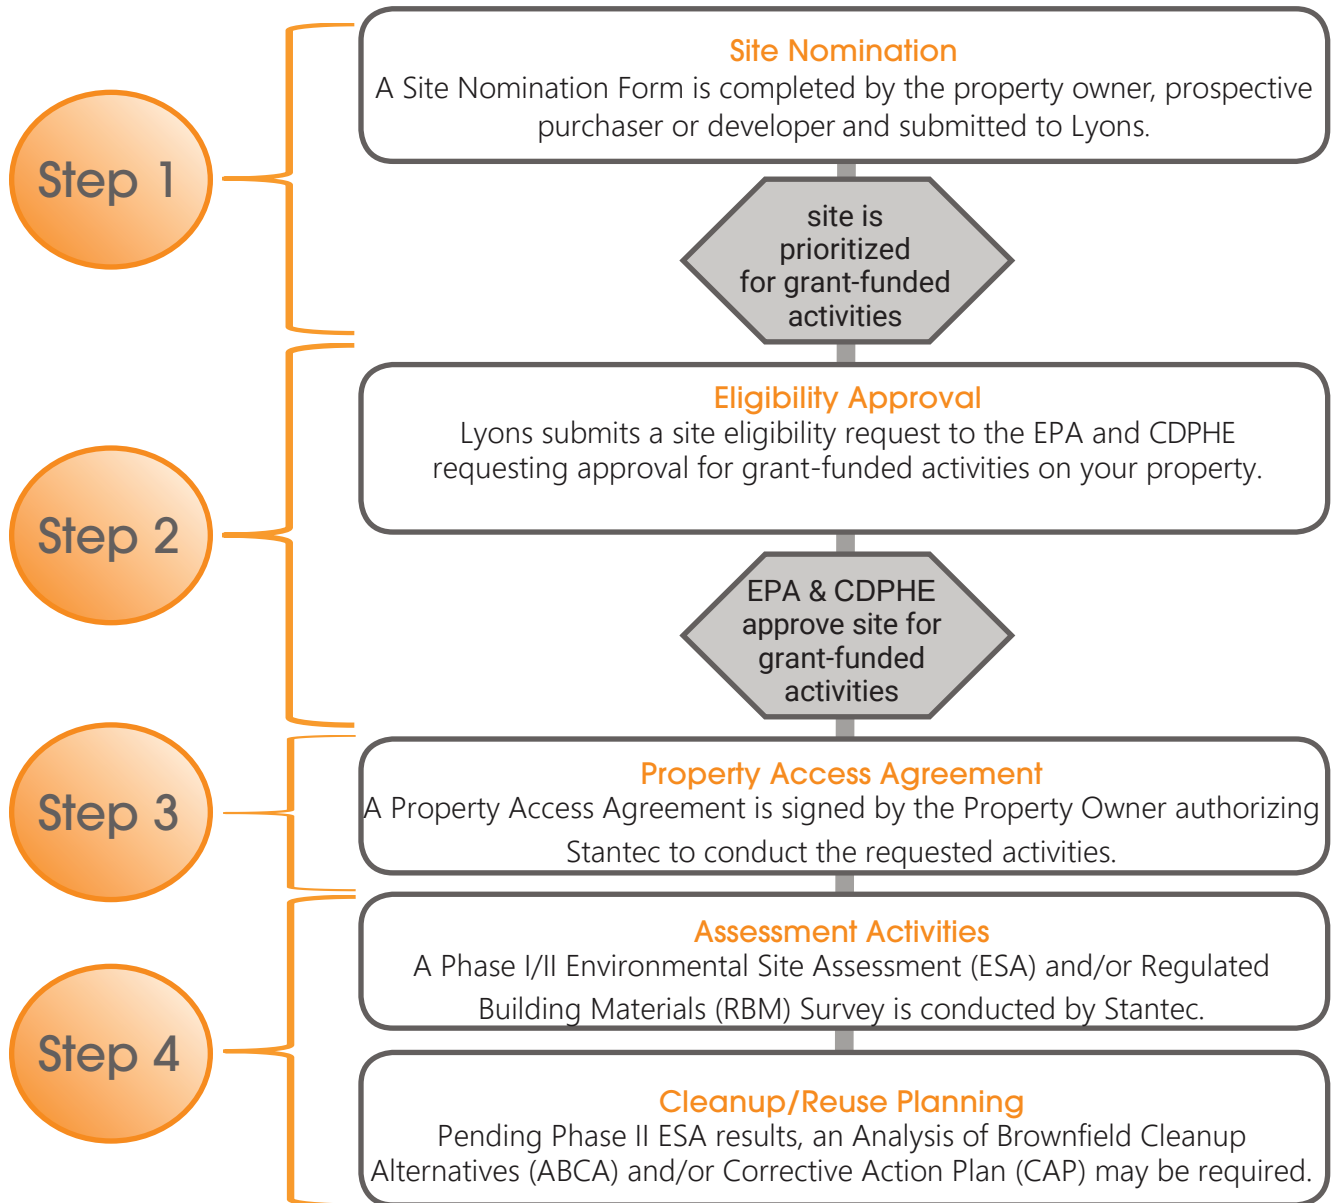 Step 1
Site Nomination
A Site Nomination Form is completed by the property owner, prospective
purchaser or developer and submitted to Lyons.
site is
prioritized
for grant-funded
activities
Step 2
Eligibility Approval
Lyons submits a site eligibility request to the EPA and CDPHE
requesting approval for grant-funded activities on your property.
EPA & CDPHE
approve site for
grant-funded
activities
Step 3
Property Access Agreement
A Property Access Agreement is signed by the Property Owner authorizing
Stantec to conduct the requested activities.
Step 4
Assessment Activities
A Phase I/II Environmental Site Assessment (ESA) and/or Regulated
Building Materials (RBM) Survey is conducted by Stantec.
Cleanup/Reuse Planning
Pending Phase II ESA results, an Analysis of Brownfield Cleanup
Alternatives (ABCA) and/or Corrective Action Plan (CAP) may be required.